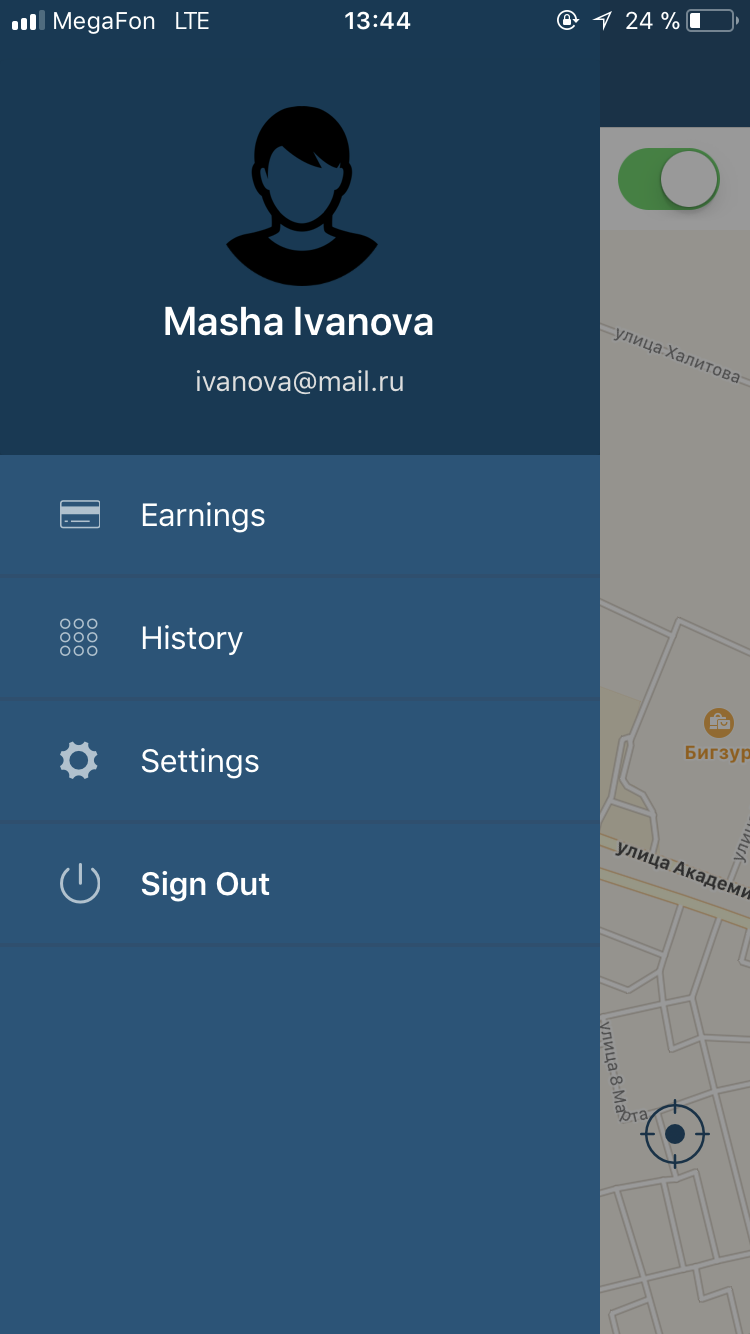 MegaFon LTE 13:44 24 %
Masha Ivanova
ivanova@mail.ru
Earnings
History
Settings
Sign Out
улица Халитова
Бигзур
улица Академи
улиц
улица 8 Марта